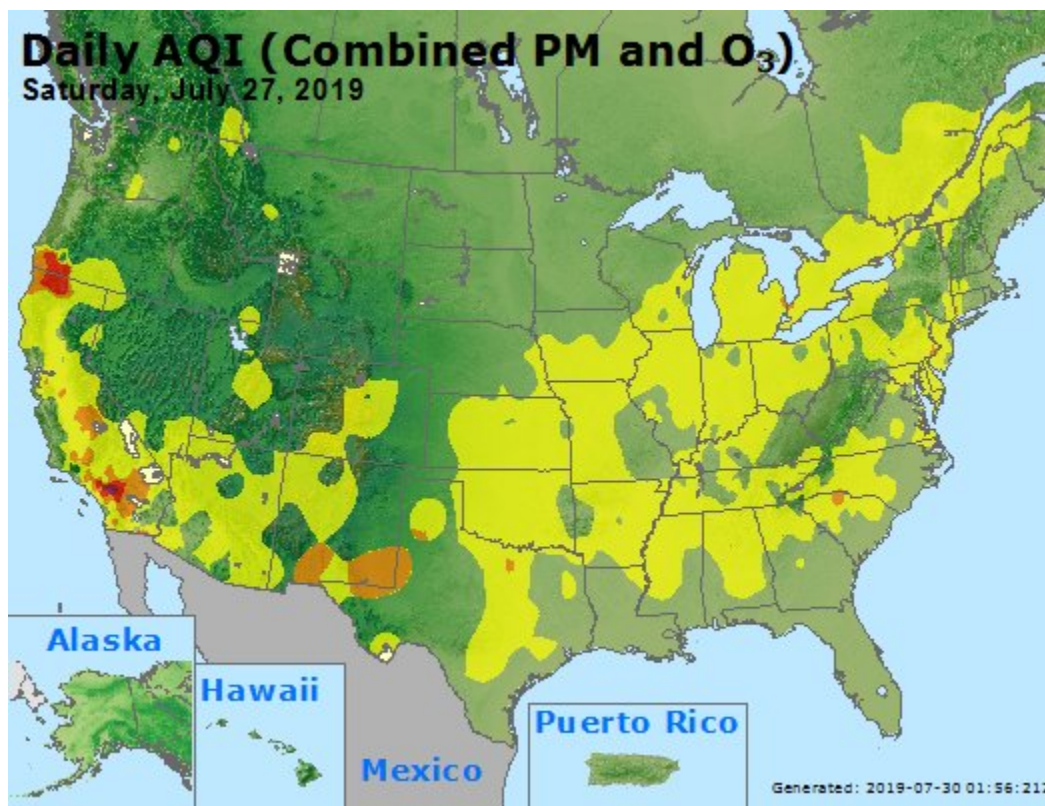 Daily AQI (Combined PM and O₃)
Saturday, July 27, 2019
Alaska
Hawaii
Puerto Rico
Mexico
Generated: 2019-07-30 01:56:21Z